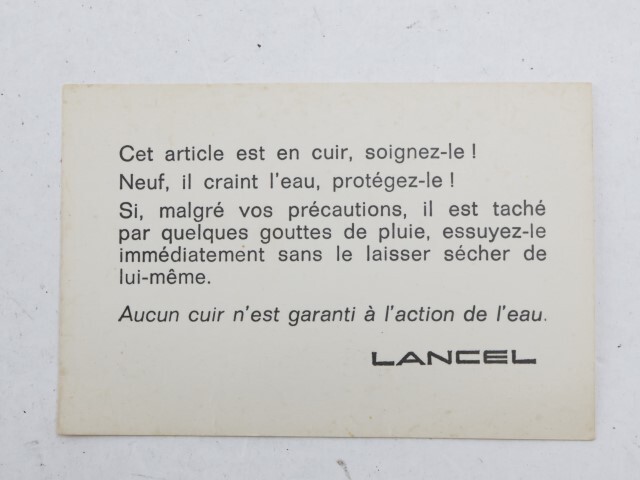 Cet article est en cuir, soignez-le !
Neuf, il craint l'eau, protégez-le !
Si, malgré vos précautions, il est taché
par quelques gouttes de pluie, essuyez-le
immédiatement sans le laisser sécher de
lui-même.
Aucun cuir n'est garanti à l'action de l'eau.
LANCEL